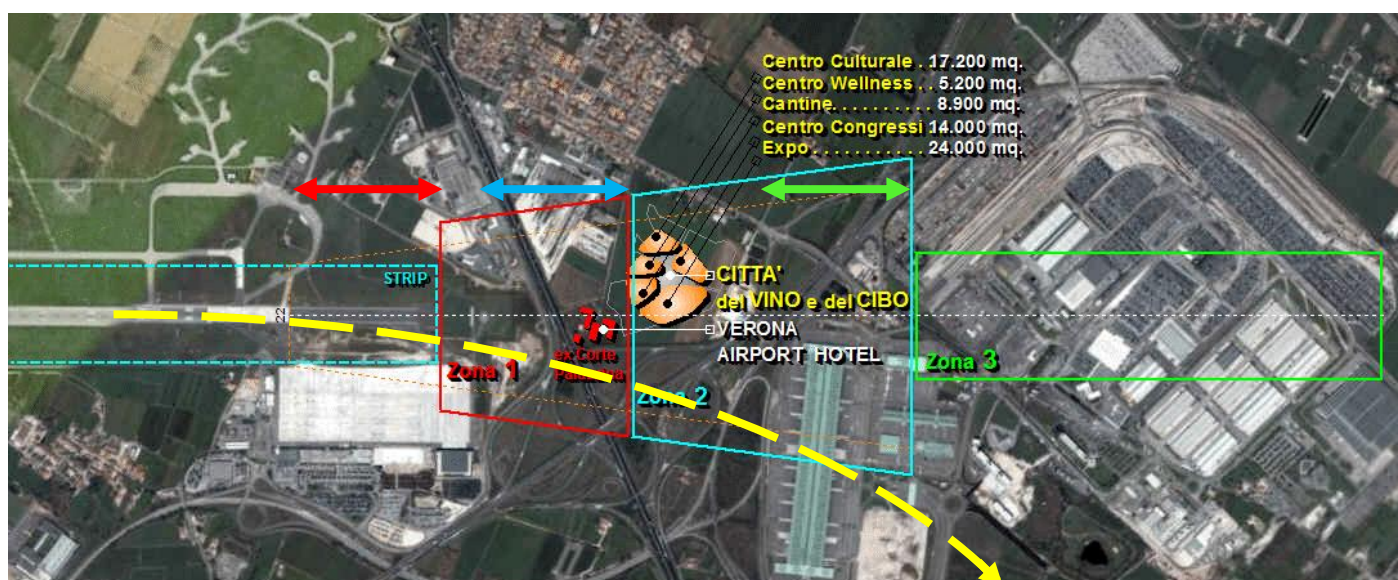 Centro Culturale . 17.200 mq.
Centro Wellness . . 5.200 mq.
Cantine. . . . . . . . . . 8.900 mq.
Centro Congressi 14.000 mq.
Expo . . . . . . . . . . . 24.000 mq.
STRIP
CITTA'
del VINO e del CIBO
22
VERONA
AIRPORT HOTEL
ex Corte
Zona 1
Zona 2
Zona 3